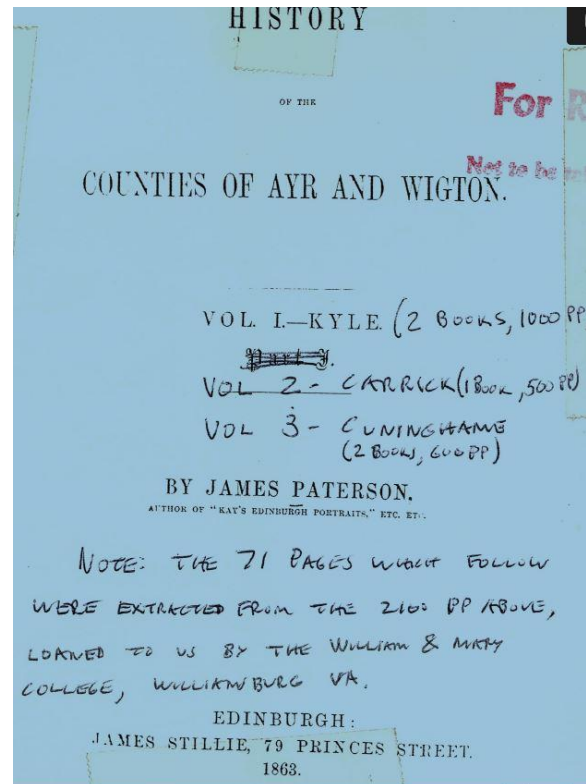 HISTORY
OF THE
For
Not to be
COUNTIES OF AYR AND WIGTON.
VOL. I.—KYLE. (2 BOOKS, 1000 PP
VOL 2 - CARRICK (1 BOOK, 500 PP)
VOL 3 - CUNINGHAME
(2 BOOKS, 600 PP)
BY JAMES PATERSON,
AUTHOR OF "KAY'S EDINBURGH PORTRAITS," ETC. ETC.
NOTE: THE 71 PAGES WHICH FOLLOW
WERE EXTRACTED FROM THE 2100 PP ABOVE,
LOANED TO US BY THE WILLIAM & MARY
COLLEGE, WILLIAMBURG VA.
EDINBURGH:
JAMES STILLIE, 79 PRINCES STREET.
1863.